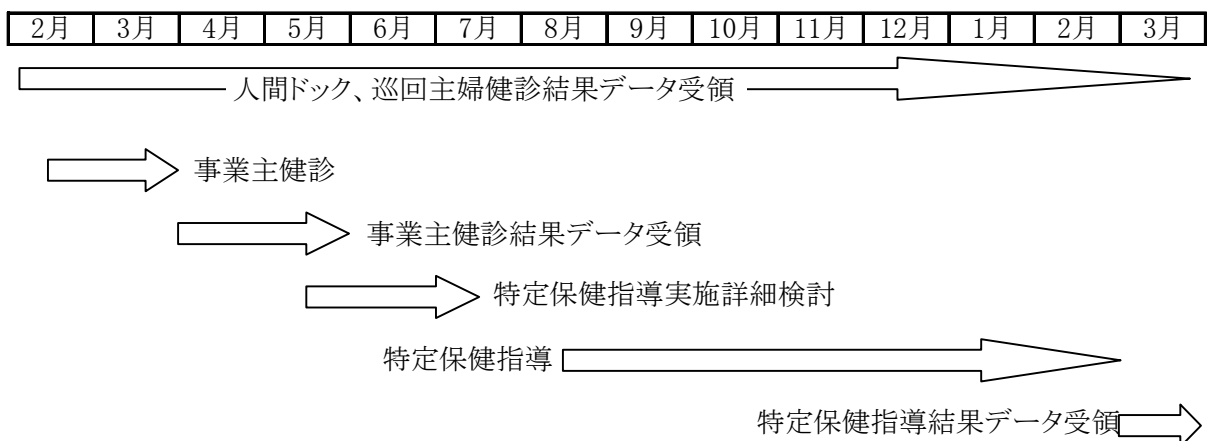 2月 3月 4月 5月 6月 7月 8月 9月 10月 11月 12月 1月 2月 3月
人間ドック、巡回主婦健診結果データ受領
事業主健診
事業主健診結果データ受領
特定保健指導実施詳細検討
特定保健指導
特定保健指導結果データ受領